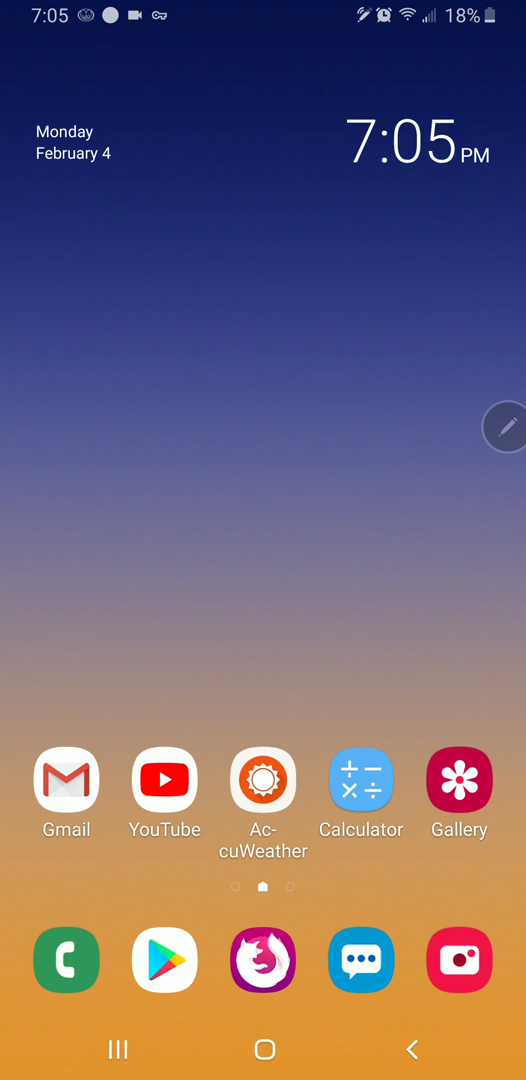 7:05
18%
Monday
February 4
7:05 PM
Gmail
YouTube
Ac-
cuWeather
Calculator
Gallery